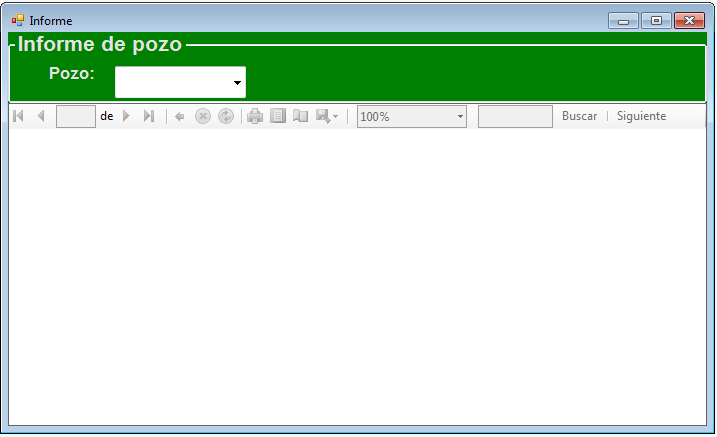 Informe
Informe de pozo
Pozo:
de 100% Buscar Siguiente